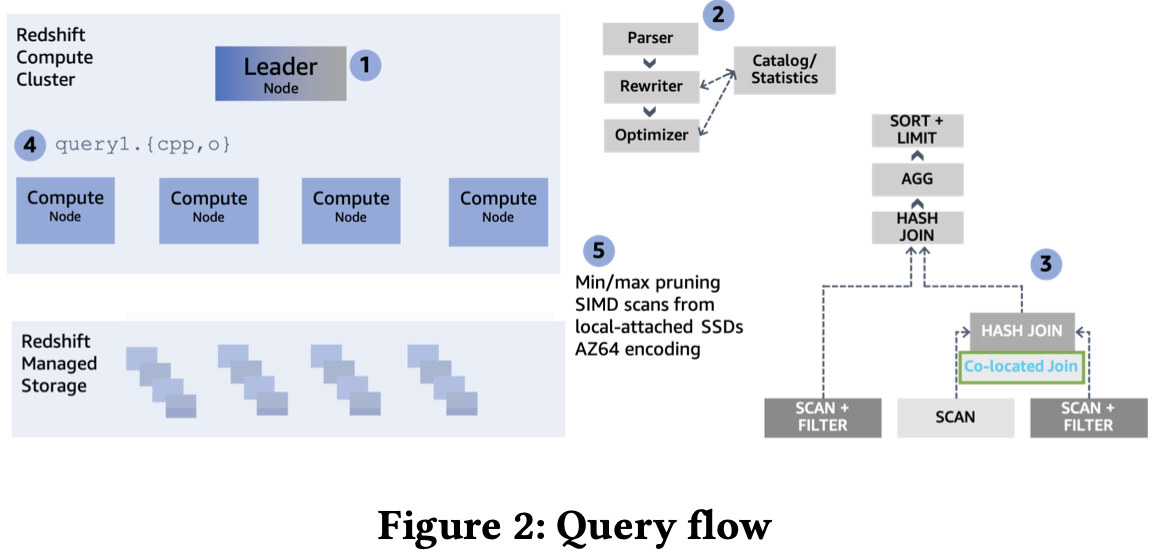 Redshift
Compute
Cluster
Leader
Node
1
4
query1.{cpp,o}
Compute
Node
Compute
Node
Compute
Node
Compute
Node
Redshift
Managed
Storage
2
Parser
Rewriter
Optimizer
Catalog/
Statistics
5
Min/max pruning
SIMD scans from
local-attached SSDs
AZ64 encoding
SORT +
LIMIT
AGG
HASH
JOIN
3
HASH JOIN
Co-located Join
SCAN +
FILTER
SCAN
SCAN +
FILTER
Figure 2: Query flow